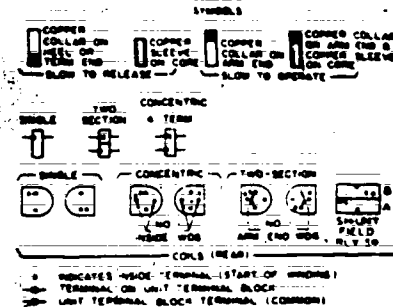 SYMBOLS
COPPER COLLAR ON HEEL OR TERM END
COPPER SLEEVE ON CORE
COPPER COLLAR ON ARM END
COPPER COLLAR ON ARM END & COPPER SLEEVE ON CORE
SLOW TO RELEASE
SLOW TO OPERATE
SINGLE
TWO SECTION
CONCENTRIC 4 TERM
SINGLE
CONCENTRIC
TWO-SECTION
NO INSIDE WDG
NO ARM END WDG
B
A
SHUNT FIELD RLY
COILS (REAR)
INDICATES INSIDE TERMINAL (START OF WINDING)
TERMINAL ON UNIT TERMINAL BLOCK
UNIT TERMINAL BLOCK TERMINAL (COMMON)